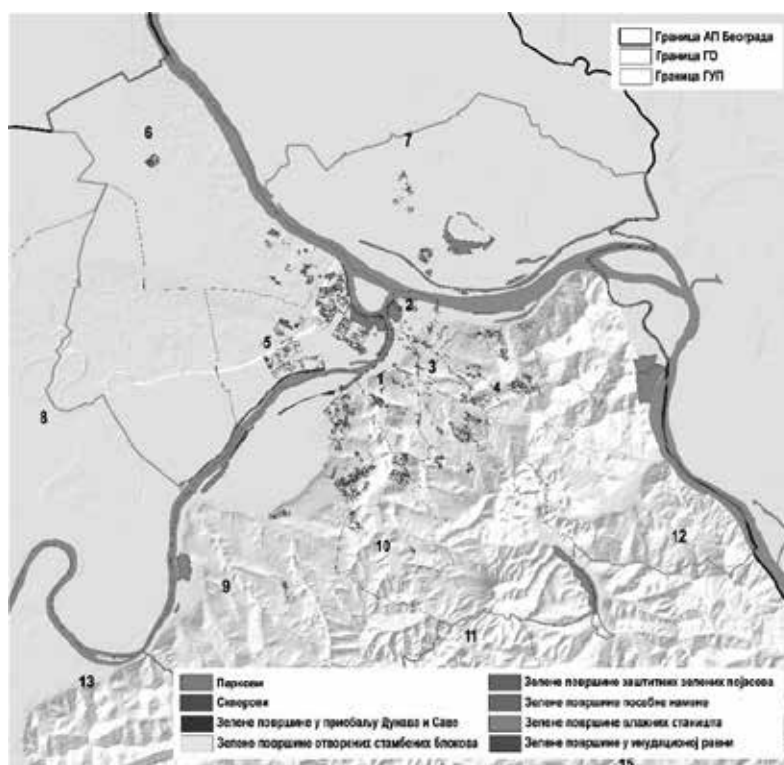 Граница АП Београда
Граница ГО
Граница ГУП
6
7
2
5
3
1
4
8
10
12
9
11
13
Паркови
Скверови
Зелене површине у приобаљу Дунава и Саве
Зелене површине отворених стамбених блокова
Зелене површине заштитних зелених појасова
Зелене површине посебне намене
Зелене површине влажних станишта
Зелене површине у инундационој равни
15